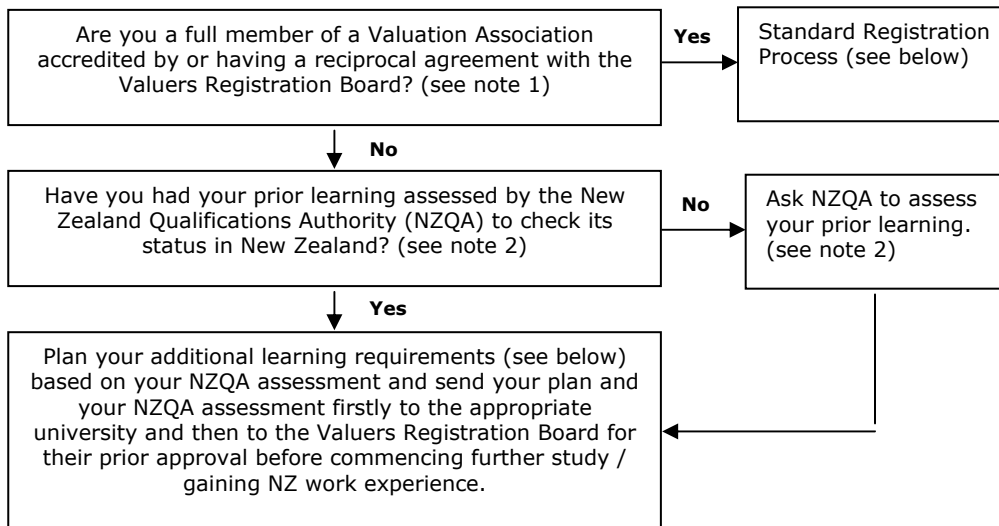 Are you a full member of a Valuation Association
accredited by or having a reciprocal agreement with the
Valuers Registration Board? (see note 1)
Yes
Standard Registration
Process (see below)
No
Have you had your prior learning assessed by the New
Zealand Qualifications Authority (NZQA) to check its
status in New Zealand? (see note 2)
No
Ask NZQA to assess
your prior learning.
(see note 2)
Yes
Plan your additional learning requirements (see below)
based on your NZQA assessment and send your plan and
your NZQA assessment firstly to the appropriate
university and then to the Valuers Registration Board for
their prior approval before commencing further study /
gaining NZ work experience.